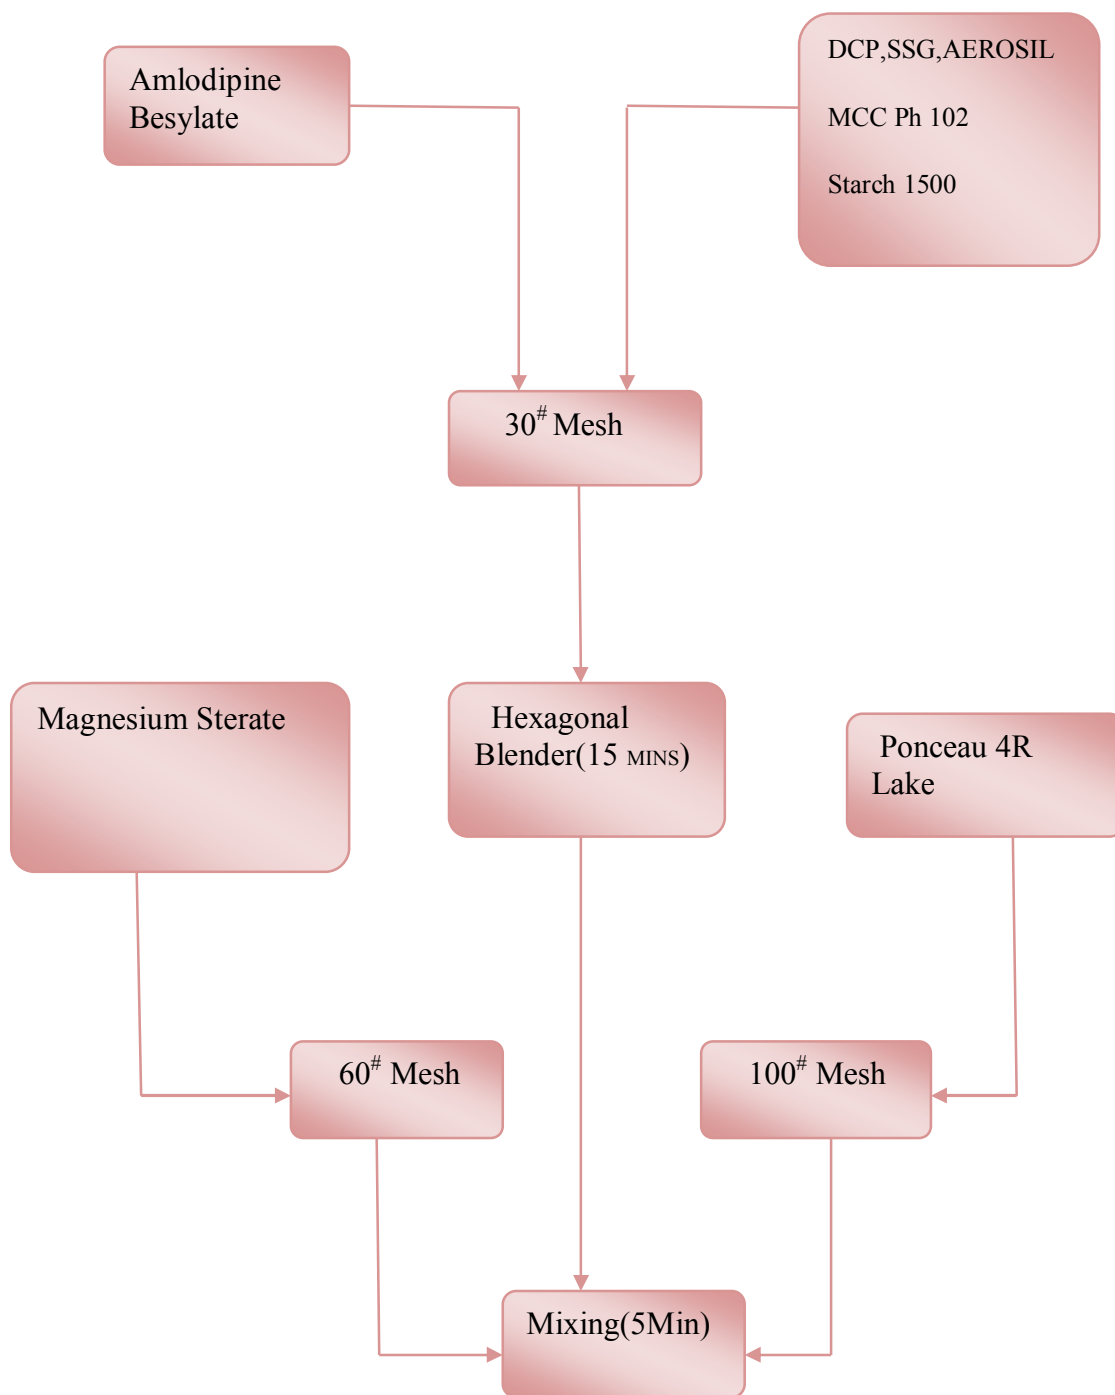 Amlodipine
Besylate
DCP,SSG,AEROSIL
MCC Ph 102
Starch 1500
30# Mesh
Magnesium Sterate
Hexagonal
Blender(15 MINS)
Ponceau 4R
Lake
60# Mesh
100# Mesh
Mixing(5Min)